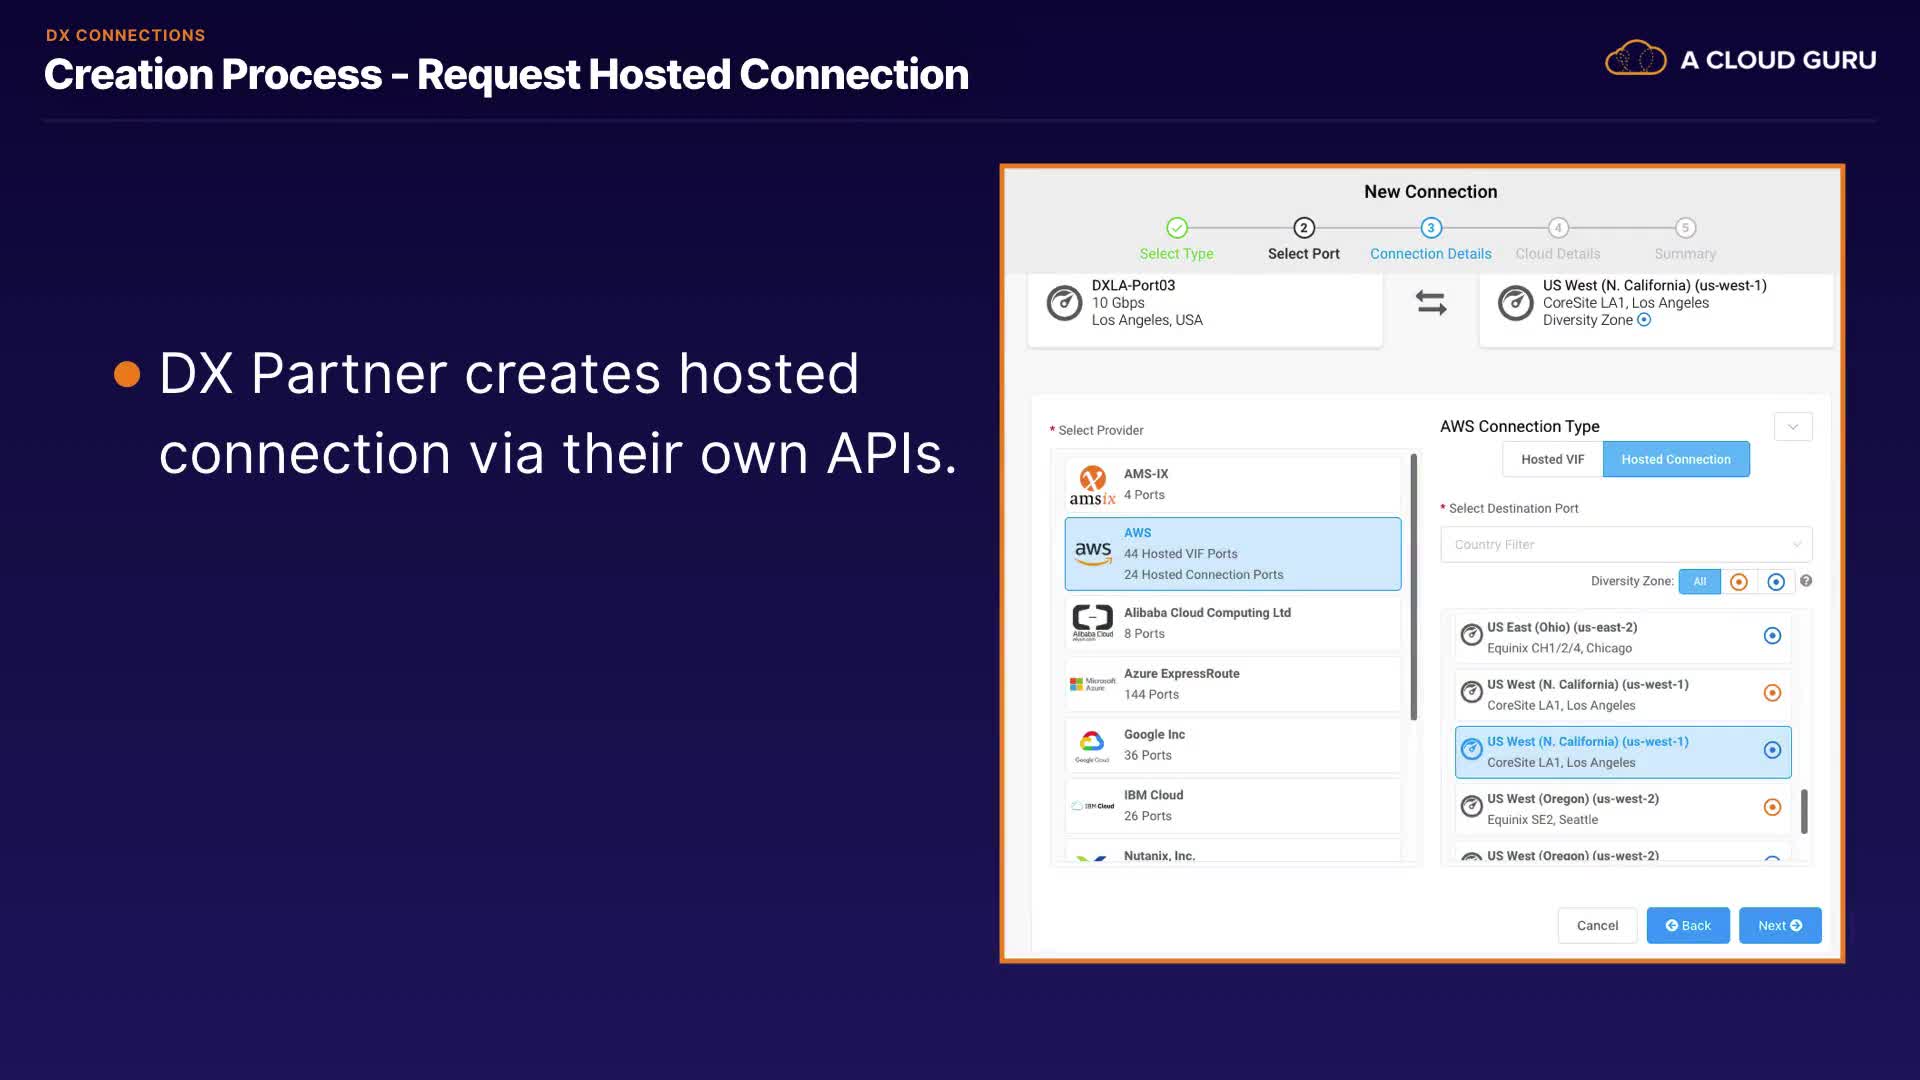 DX CONNECTIONS
Creation Process - Request Hosted Connection
A CLOUD GURU
DX Partner creates hosted
connection via their own APIs.
New Connection
2
3
4
5
Select Type
Select Port
Connection Details
Cloud Details
Summary
DXLA-Port03
10 Gbps
Los Angeles, USA
US West (N. California) (us-west-1)
CoreSite LA1, Los Angeles
Diversity Zone
* Select Provider
amsix
AMS-IX
4 Ports
aws
AWS
44 Hosted VIF Ports
24 Hosted Connection Ports
Alibaba Cloud
Alibaba Cloud Computing Ltd
8 Ports
Microsoft
Azure
Azure ExpressRoute
144 Ports
Google Cloud
Google Inc
36 Ports
IBM Cloud
IBM Cloud
26 Ports
Nutanix, Inc.
AWS Connection Type
Hosted VIF
Hosted Connection
* Select Destination Port
Country Filter
Diversity Zone:
All
?
US East (Ohio) (us-east-2)
Equinix CH1/2/4, Chicago
US West (N. California) (us-west-1)
CoreSite LA1, Los Angeles
US West (N. California) (us-west-1)
CoreSite LA1, Los Angeles
US West (Oregon) (us-west-2)
Equinix SE2, Seattle
US West (Oregon) (us-west-2)
Cancel
Back
Next